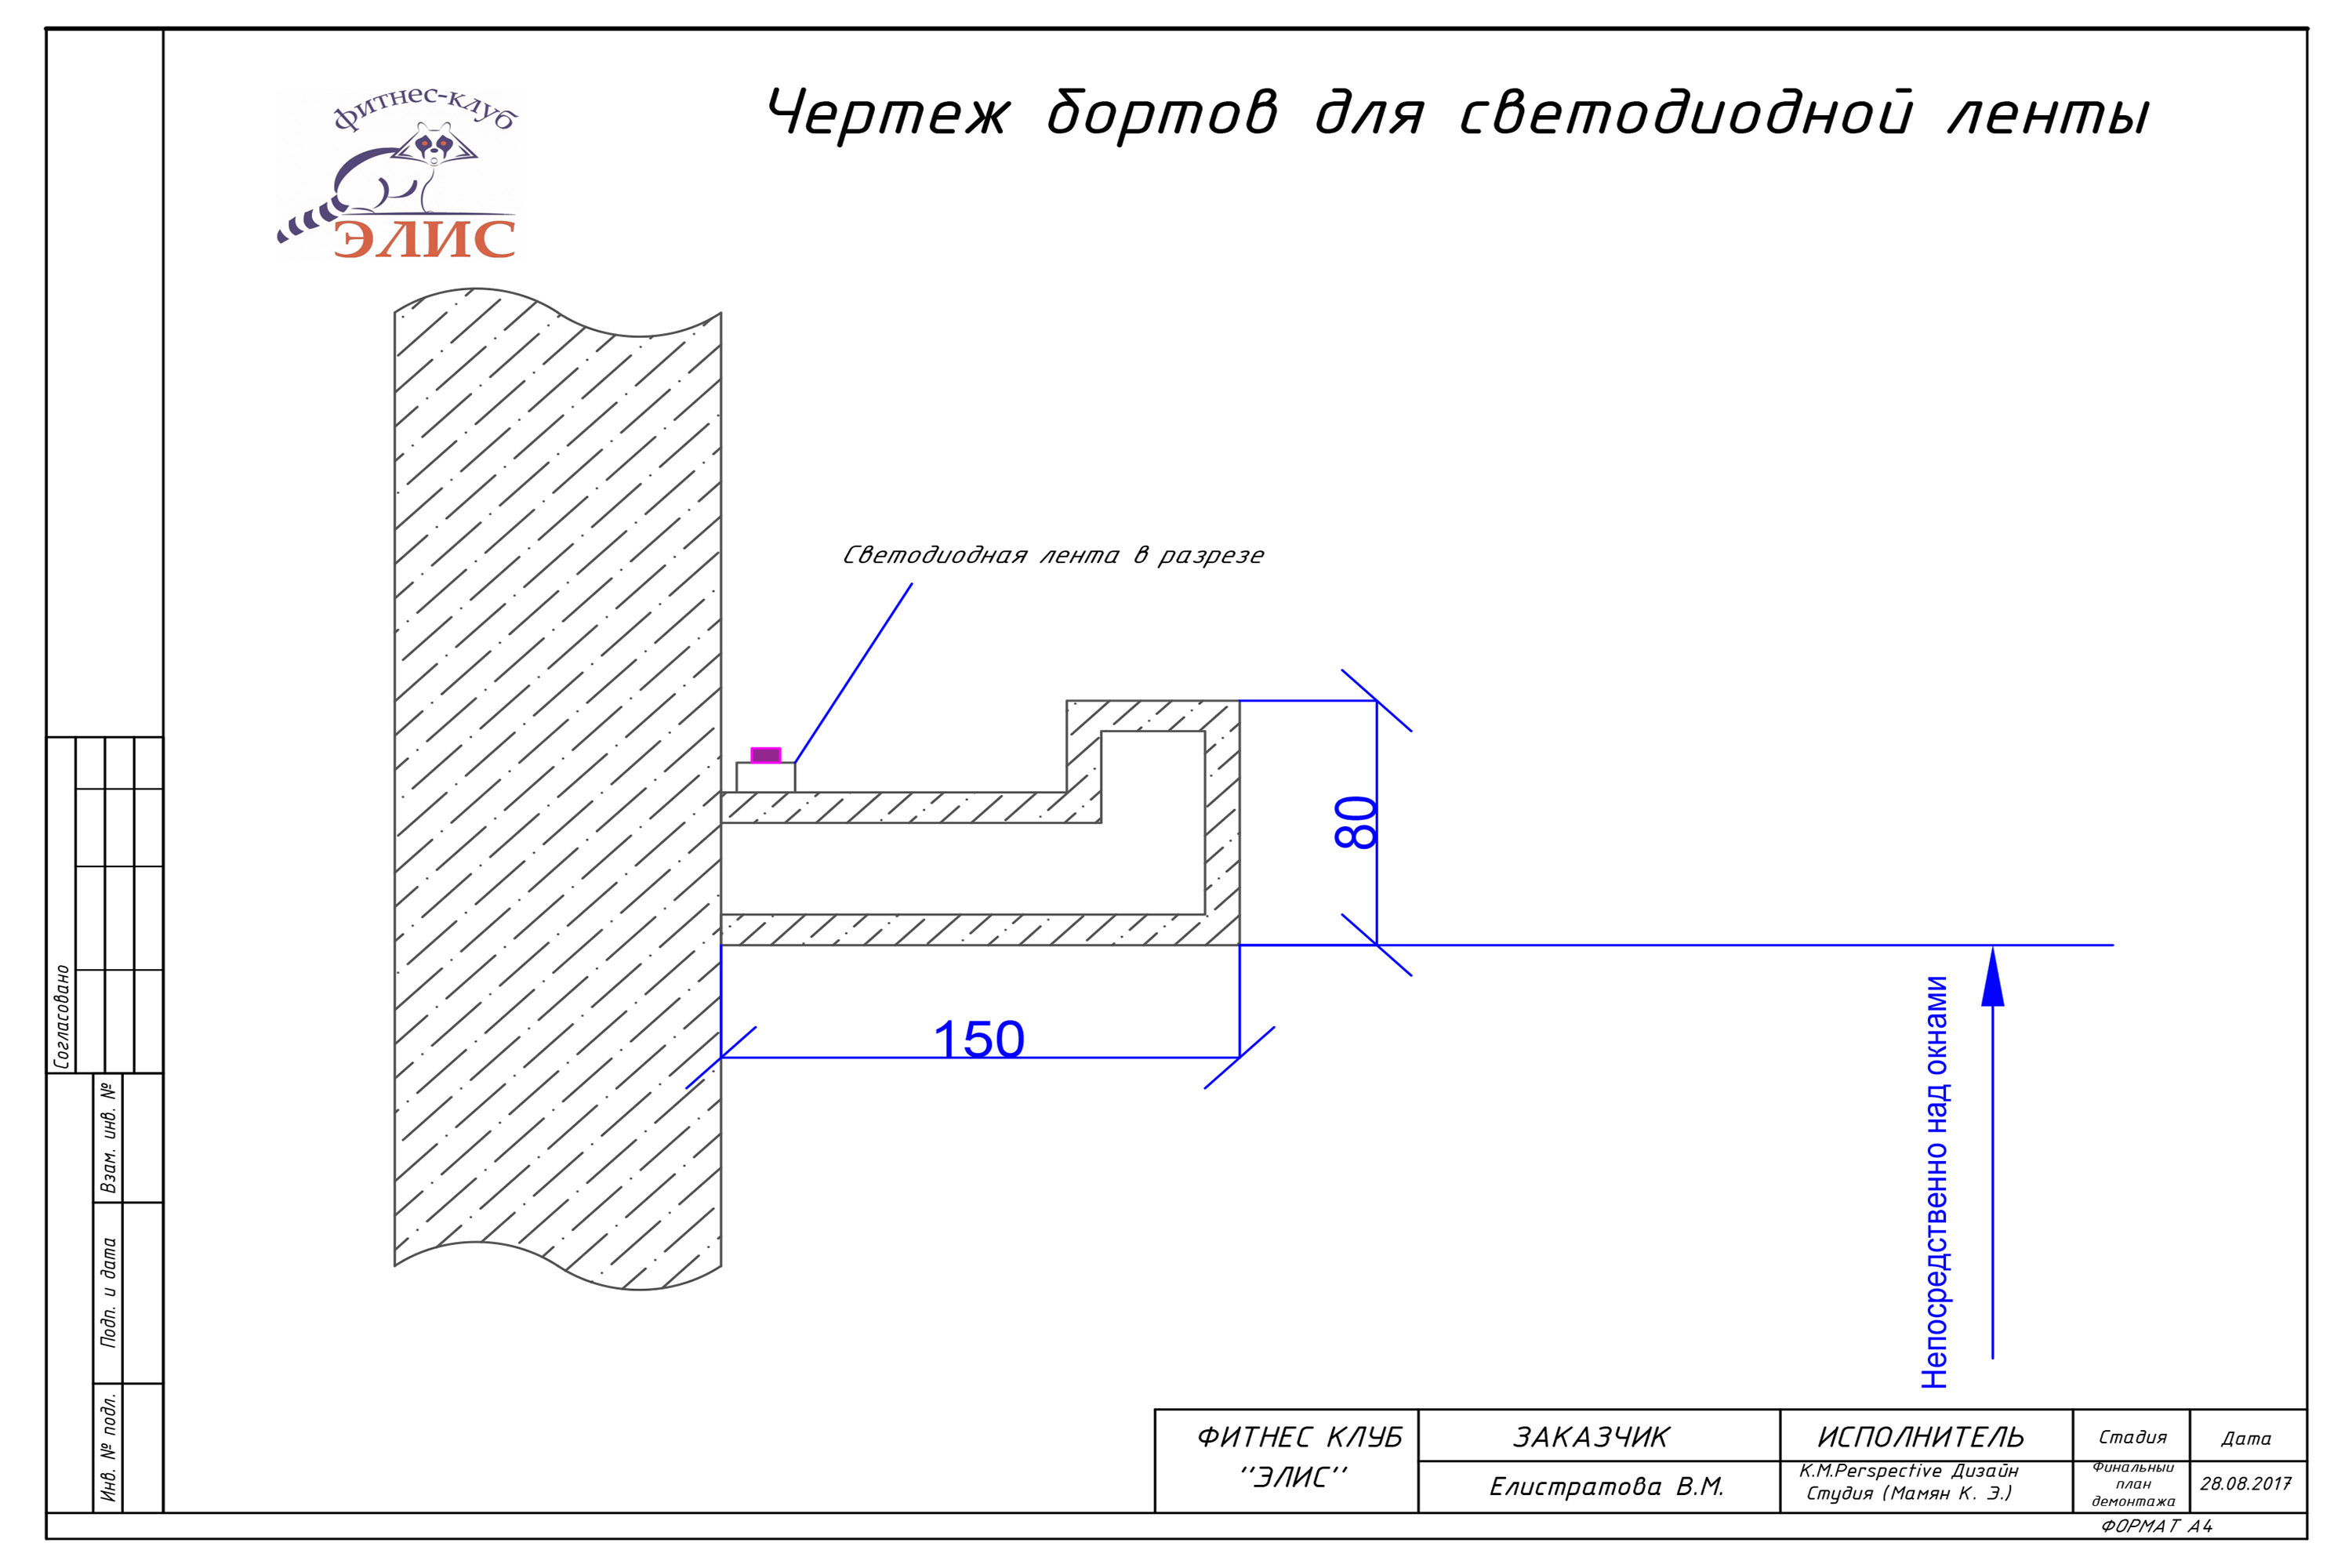 фитнес-клуб
ЭЛИС
Чертеж бортов для светодиодной ленты
Светодиодная лента в разрезе
80
150
Непосредственно над окнами
Согласовано
Взам. инв. №
Подп. и дата
Инв. № подл.
ФИТНЕС КЛУБ
''ЭЛИС''
ЗАКАЗЧИК
Елистратова В.М.
ИСПОЛНИТЕЛЬ
K.M.Perspective Дизайн
Студия (Мамян К. Э.)
Стадия
Финальный
план
демонтажа
Дата
28.08.2017
ФОРМАТ А4